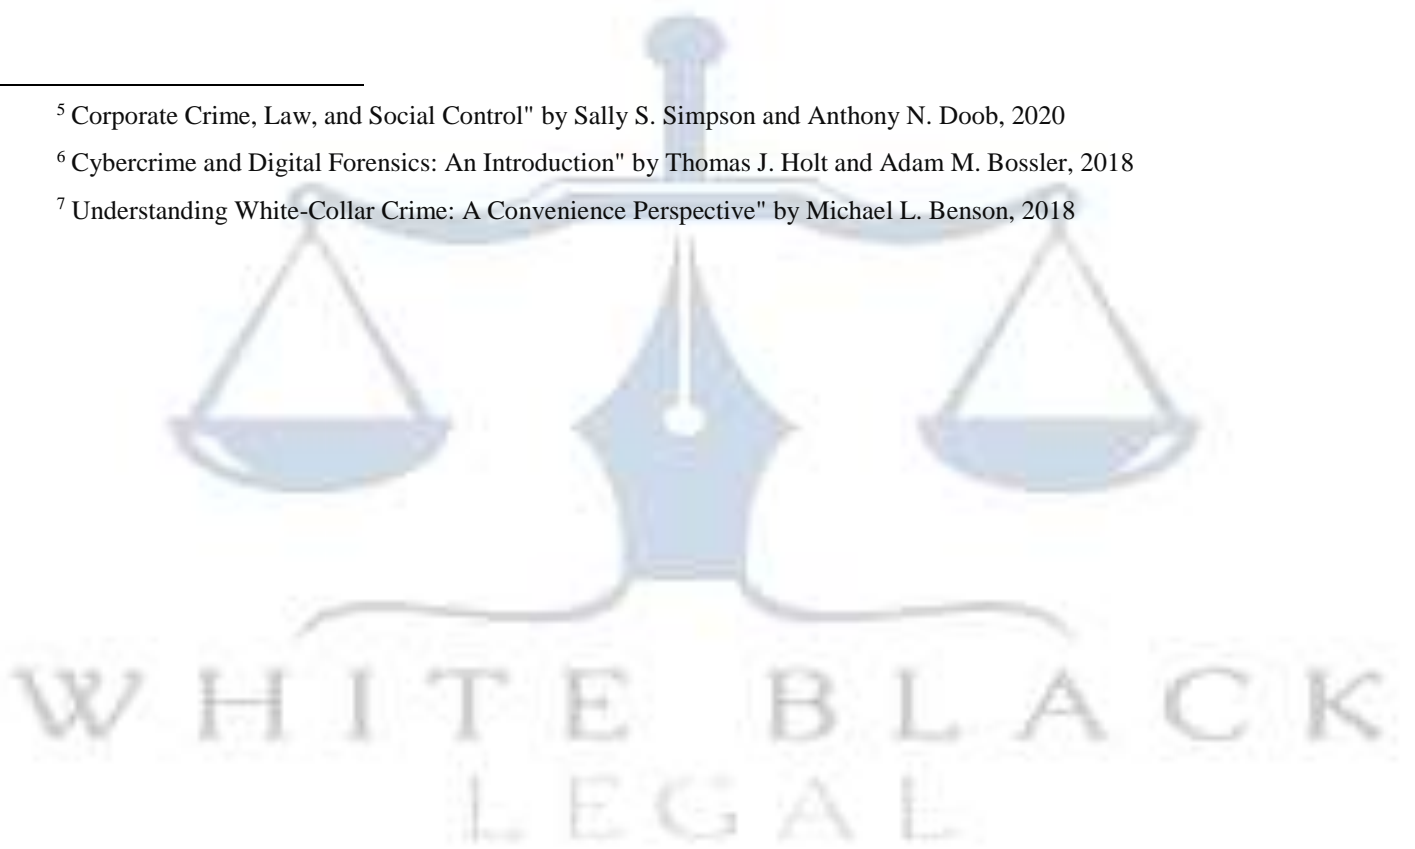 ⁵ Corporate Crime, Law, and Social Control" by Sally S. Simpson and Anthony N. Doob, 2020
⁶ Cybercrime and Digital Forensics: An Introduction" by Thomas J. Holt and Adam M. Bossler, 2018
⁷ Understanding White-Collar Crime: A Convenience Perspective" by Michael L. Benson, 2018
WHITE BLACK
LEGAL